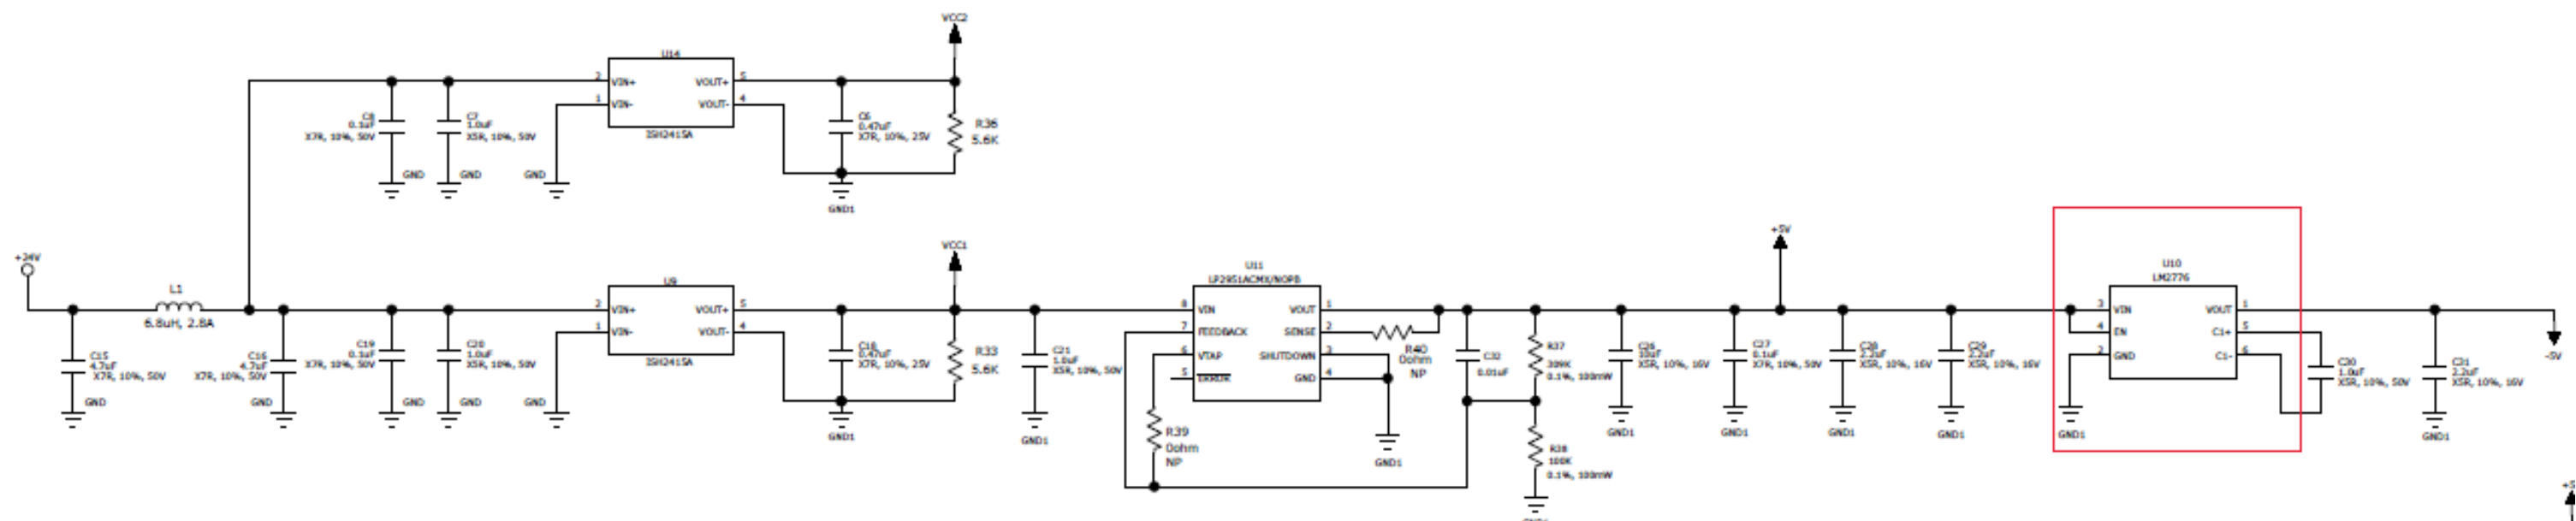 VCC2
U14
2
VIN+
VOUT+
5
1
VIN-
VOUT-
4
ISH2415A
C8
0.1uF
X7R, 10%, 50V
C7
1.0uF
X5R, 10%, 50V
C6
0.47uF
X7R, 10%, 25V
R36
5.6K
GND
GND
GND
GND1
+24V
L1
6.8uH, 2.8A
C15
4.7uF
X7R, 10%, 50V
GND
C16
4.7uF
X7R, 10%, 50V
GND
C19
0.1uF
X7R, 10%, 50V
GND
C20
1.0uF
X5R, 10%, 50V
GND
GND
U9
2
VIN+
VOUT+
5
1
VIN-
VOUT-
4
ISH2415A
VCC1
C18
0.47uF
X7R, 10%, 25V
GND1
R33
5.6K
C21
1.0uF
X5R, 10%, 50V
GND1
U11
LP2951ACMX/NOPB
8
VIN
VOUT
1
7
FEEDBACK
SENSE
2
6
VTAP
SHUTDOWN
3
5
ERROR
GND
4
R39
0ohm
NP
R40
0ohm
NP
GND1
C32
0.01uF
R37
309K
0.1%, 100mW
R38
100K
0.1%, 100mW
C26
10uF
X5R, 10%, 16V
GND1
C27
0.1uF
X7R, 10%, 50V
GND1
+5V
C28
2.2uF
X5R, 10%, 16V
GND1
C29
2.2uF
X5R, 10%, 16V
GND1
U10
LM2776
3
VIN
VOUT
1
4
EN
C1+
5
2
GND
C1-
6
GND1
C30
1.0uF
X5R, 10%, 50V
C31
2.2uF
X5R, 10%, 16V
GND1
-5V